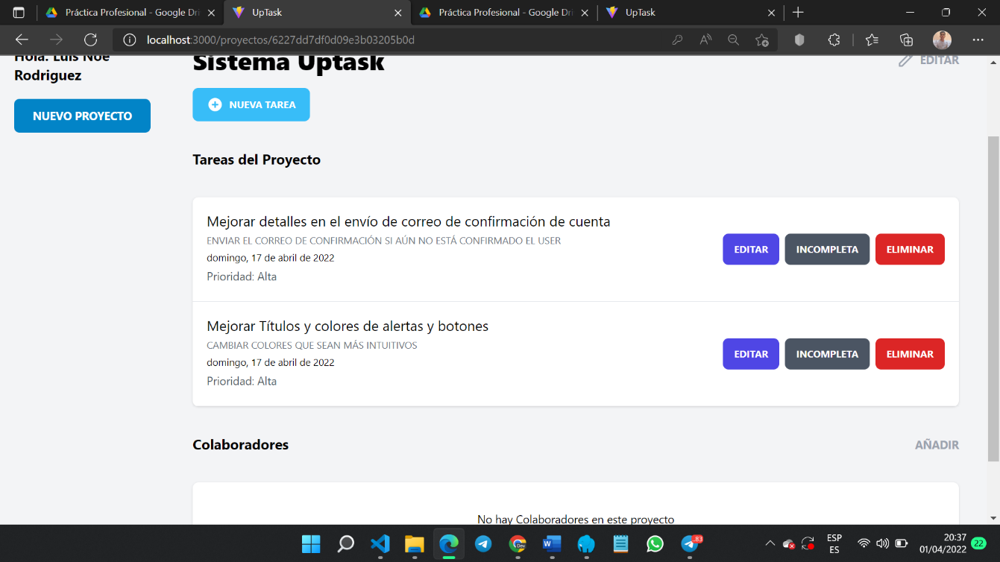 Práctica Profesional - Google Dri
UpTask
Práctica Profesional - Google Dri
UpTask
localhost:3000/proyectos/6227dd7df0d09e3b03205b0d
Hola: Luis Noe
Rodriguez
NUEVO PROYECTO
Sistema Uptask
EDITAR
NUEVA TAREA
Tareas del Proyecto
Mejorar detalles en el envío de correo de confirmación de cuenta
ENVIAR EL CORREO DE CONFIRMACIÓN SI AÚN NO ESTÁ CONFIRMADO EL USER
domingo, 17 de abril de 2022
Prioridad: Alta
EDITAR
INCOMPLETA
ELIMINAR
Mejorar Títulos y colores de alertas y botones
CAMBIAR COLORES QUE SEAN MÁS INTUITIVOS
domingo, 17 de abril de 2022
Prioridad: Alta
EDITAR
INCOMPLETA
ELIMINAR
Colaboradores
AÑADIR
No hay Colaboradores en este proyecto
Dev
W
83
ESP
ES
20:37
01/04/2022
22